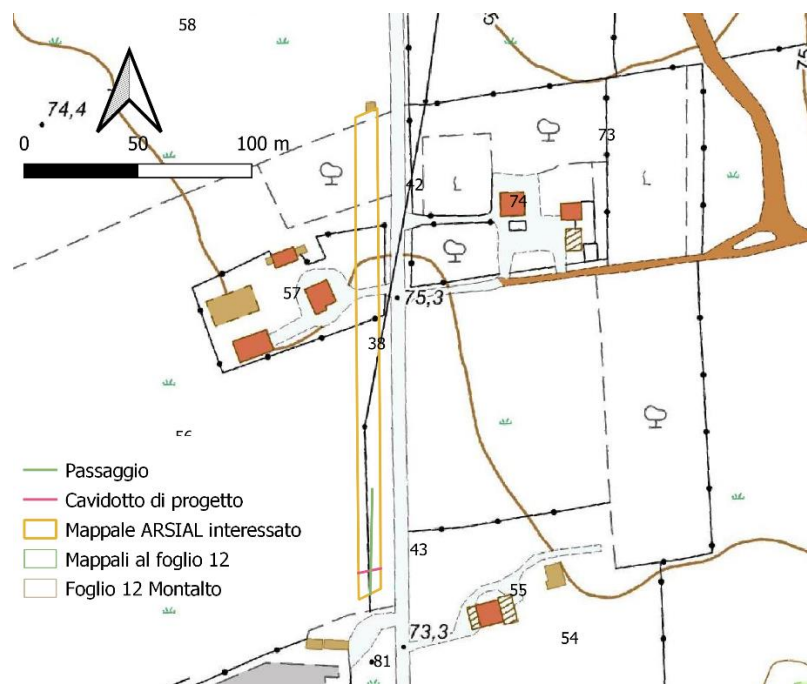 58
74,4
0 50 100 m
73
42
74
57
75,3
38
Passaggio
Cavidotto di progetto
Mappale ARSIAL interessato
Mappali al foglio 12
Foglio 12 Montalto
43
55
54
73,3
81